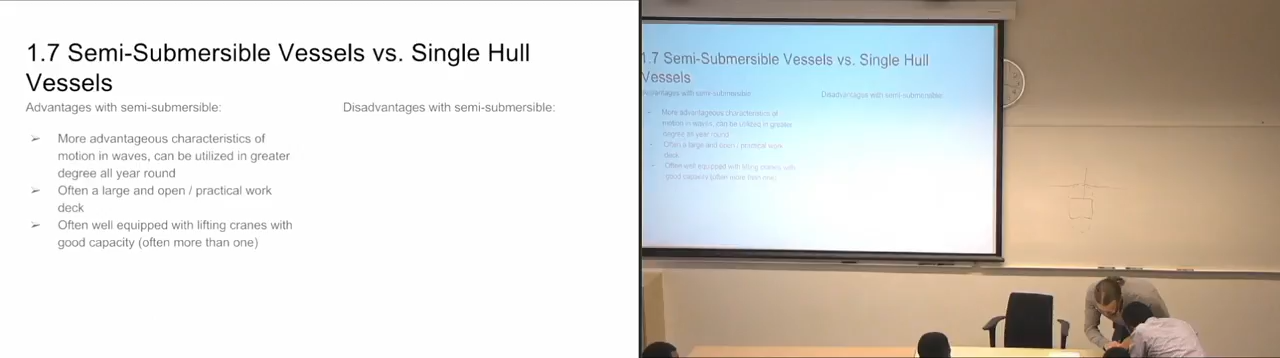 1.7 Semi-Submersible Vessels vs. Single Hull
Vessels
Advantages with semi-submersible:
Disadvantages with semi-submersible:
➢ More advantageous characteristics of
motion in waves, can be utilized in greater
degree all year round
➢ Often a large and open / practical work
deck
➢ Often well equipped with lifting cranes with
good capacity (often more than one)
1.7 Semi-Submersible Vessels vs. Single Hull
Vessels
Advantages with semi-submersible:
Disadvantages with semi-submersible:
More advantageous characteristics of
motion in waves, can be utilized in greater
degree all year round
Often a large and open / practical work
deck
Often well equipped with lifting cranes with
good capacity (often more than one)